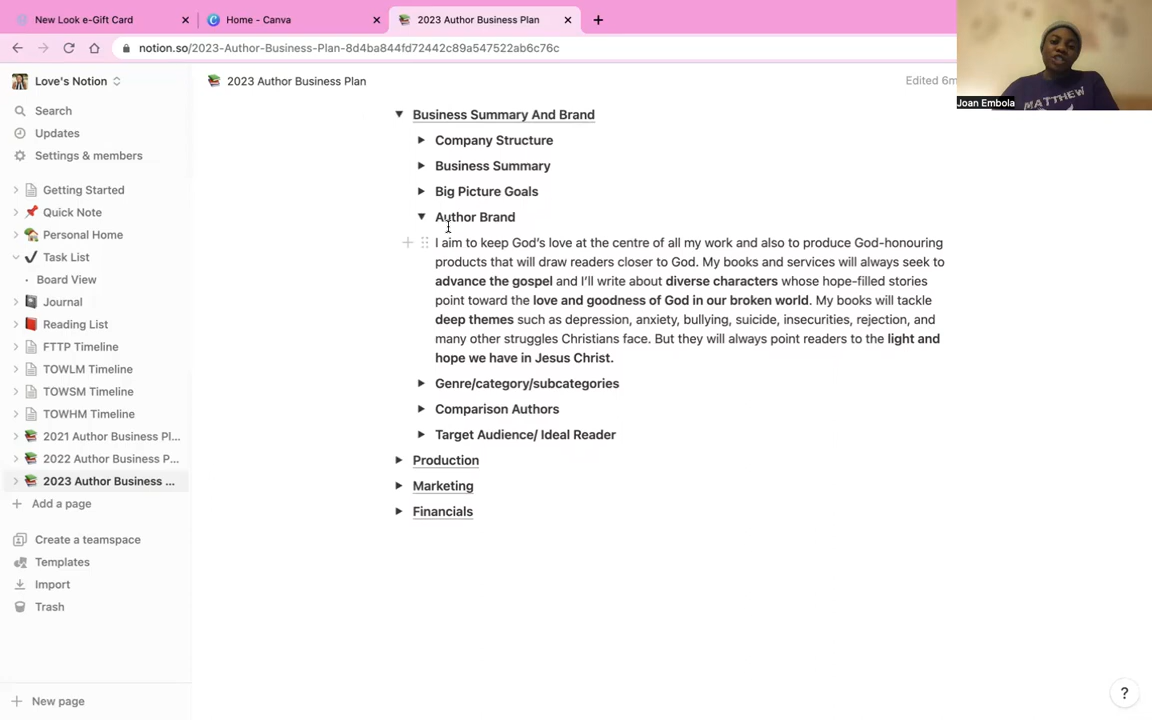 New Look e-Gift Card
Home - Canva
2023 Author Business Plan
notion.so/2023-Author-Business-Plan-8d4ba844fd72442c89a547522ab6c76c
Love's Notion
2023 Author Business Plan
Edited 6m
Joan Embola
MATTHEW
Search
Updates
Settings & members
Getting Started
Quick Note
Personal Home
Task List
Board View
Journal
Reading List
FTTP Timeline
TOWLM Timeline
TOWSM Timeline
TOWHM Timeline
2021 Author Business Pl...
2022 Author Business P...
2023 Author Business ...
Add a page
Create a teamspace
Templates
Import
Trash
New page
Business Summary And Brand
Company Structure
Business Summary
Big Picture Goals
Author Brand
I aim to keep God's love at the centre of all my work and also to produce God-honouring
products that will draw readers closer to God. My books and services will always seek to
advance the gospel and I'll write about diverse characters whose hope-filled stories
point toward the love and goodness of God in our broken world. My books will tackle
deep themes such as depression, anxiety, bullying, suicide, insecurities, rejection, and
many other struggles Christians face. But they will always point readers to the light and
hope we have in Jesus Christ.
Genre/category/subcategories
Comparison Authors
Target Audience/ Ideal Reader
Production
Marketing
Financials
?